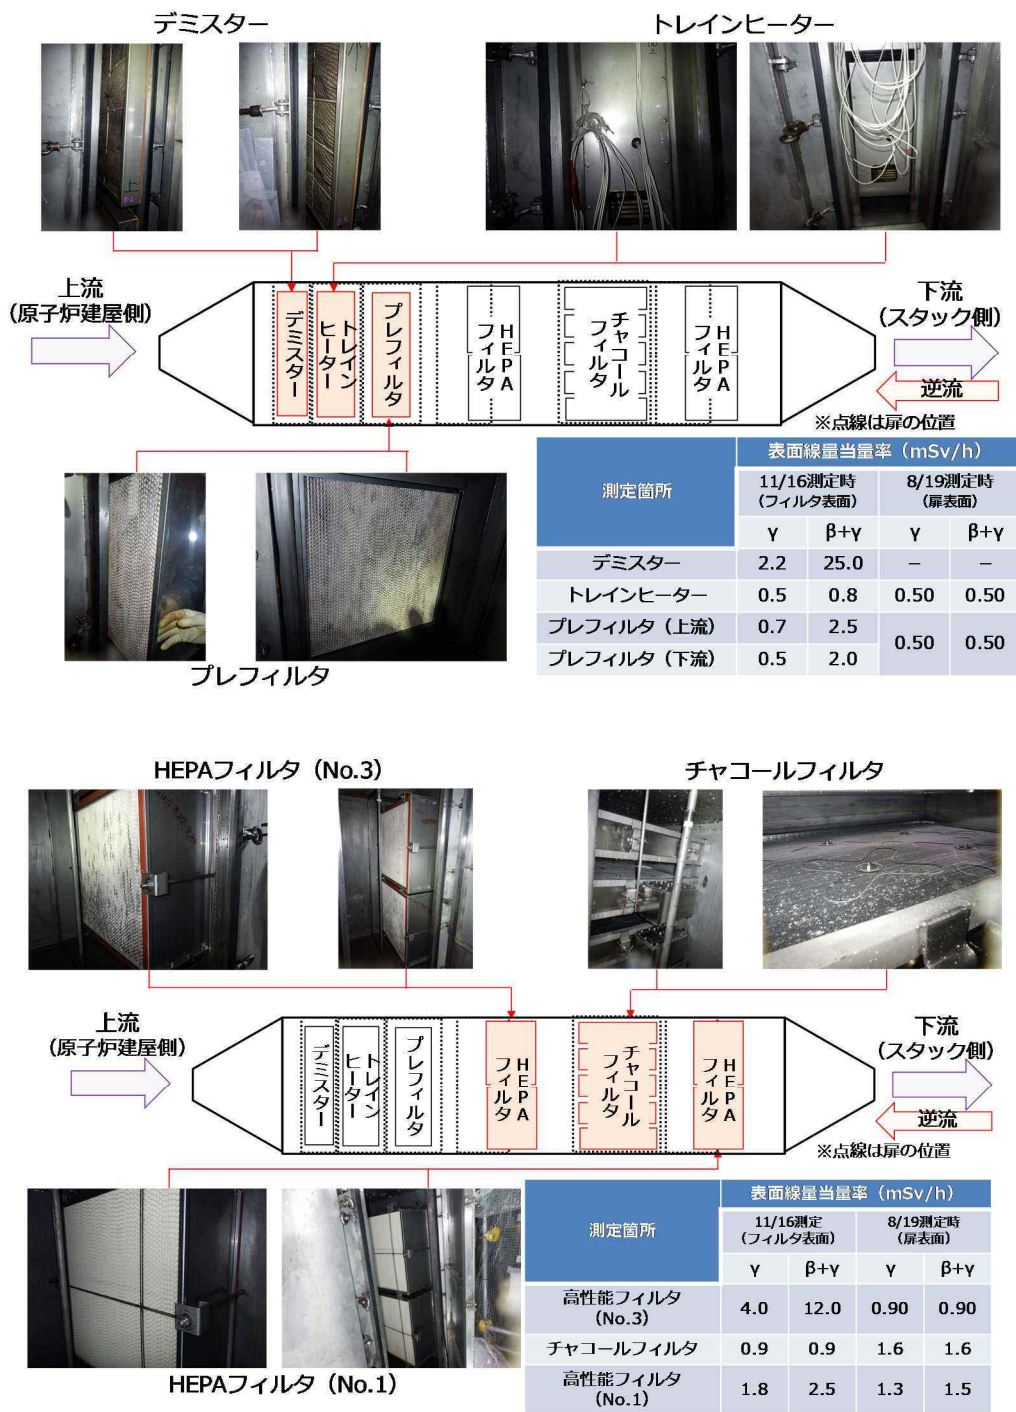 デミスター
トレインヒーター
上流
(原子炉建屋側)
デミスター
トレイン
ヒーター
プレフィルタ
HEPA
フィルタ
チャコール
フィルタ
HEPA
フィルタ
下流
(スタック側)
逆流
※点線は扉の位置
プレフィルタ
測定箇所
表面線量当量率(mSv/h)
11/16測定時
(フィルタ表面)
8/19測定時
(扉表面)
γ β+γ γ β+γ
デミスター 2.2 25.0 – –
トレインヒーター 0.5 0.8 0.50 0.50
プレフィルタ(上流) 0.7 2.5 0.50 0.50
プレフィルタ(下流) 0.5 2.0
HEPAフィルタ(No.3)
チャコールフィルタ
上流
(原子炉建屋側)
デミスター
トレイン
ヒーター
プレフィルタ
HEPA
フィルタ
チャコール
フィルタ
HEPA
フィルタ
下流
(スタック側)
逆流
※点線は扉の位置
HEPAフィルタ(No.1)
測定箇所
表面線量当量率(mSv/h)
11/16測定
(フィルタ表面)
8/19測定時
(扉表面)
γ β+γ γ β+γ
高性能フィルタ
(No.3)
4.0 12.0 0.90 0.90
チャコールフィルタ 0.9 0.9 1.6 1.6
高性能フィルタ
(No.1)
1.8 2.5 1.3 1.5